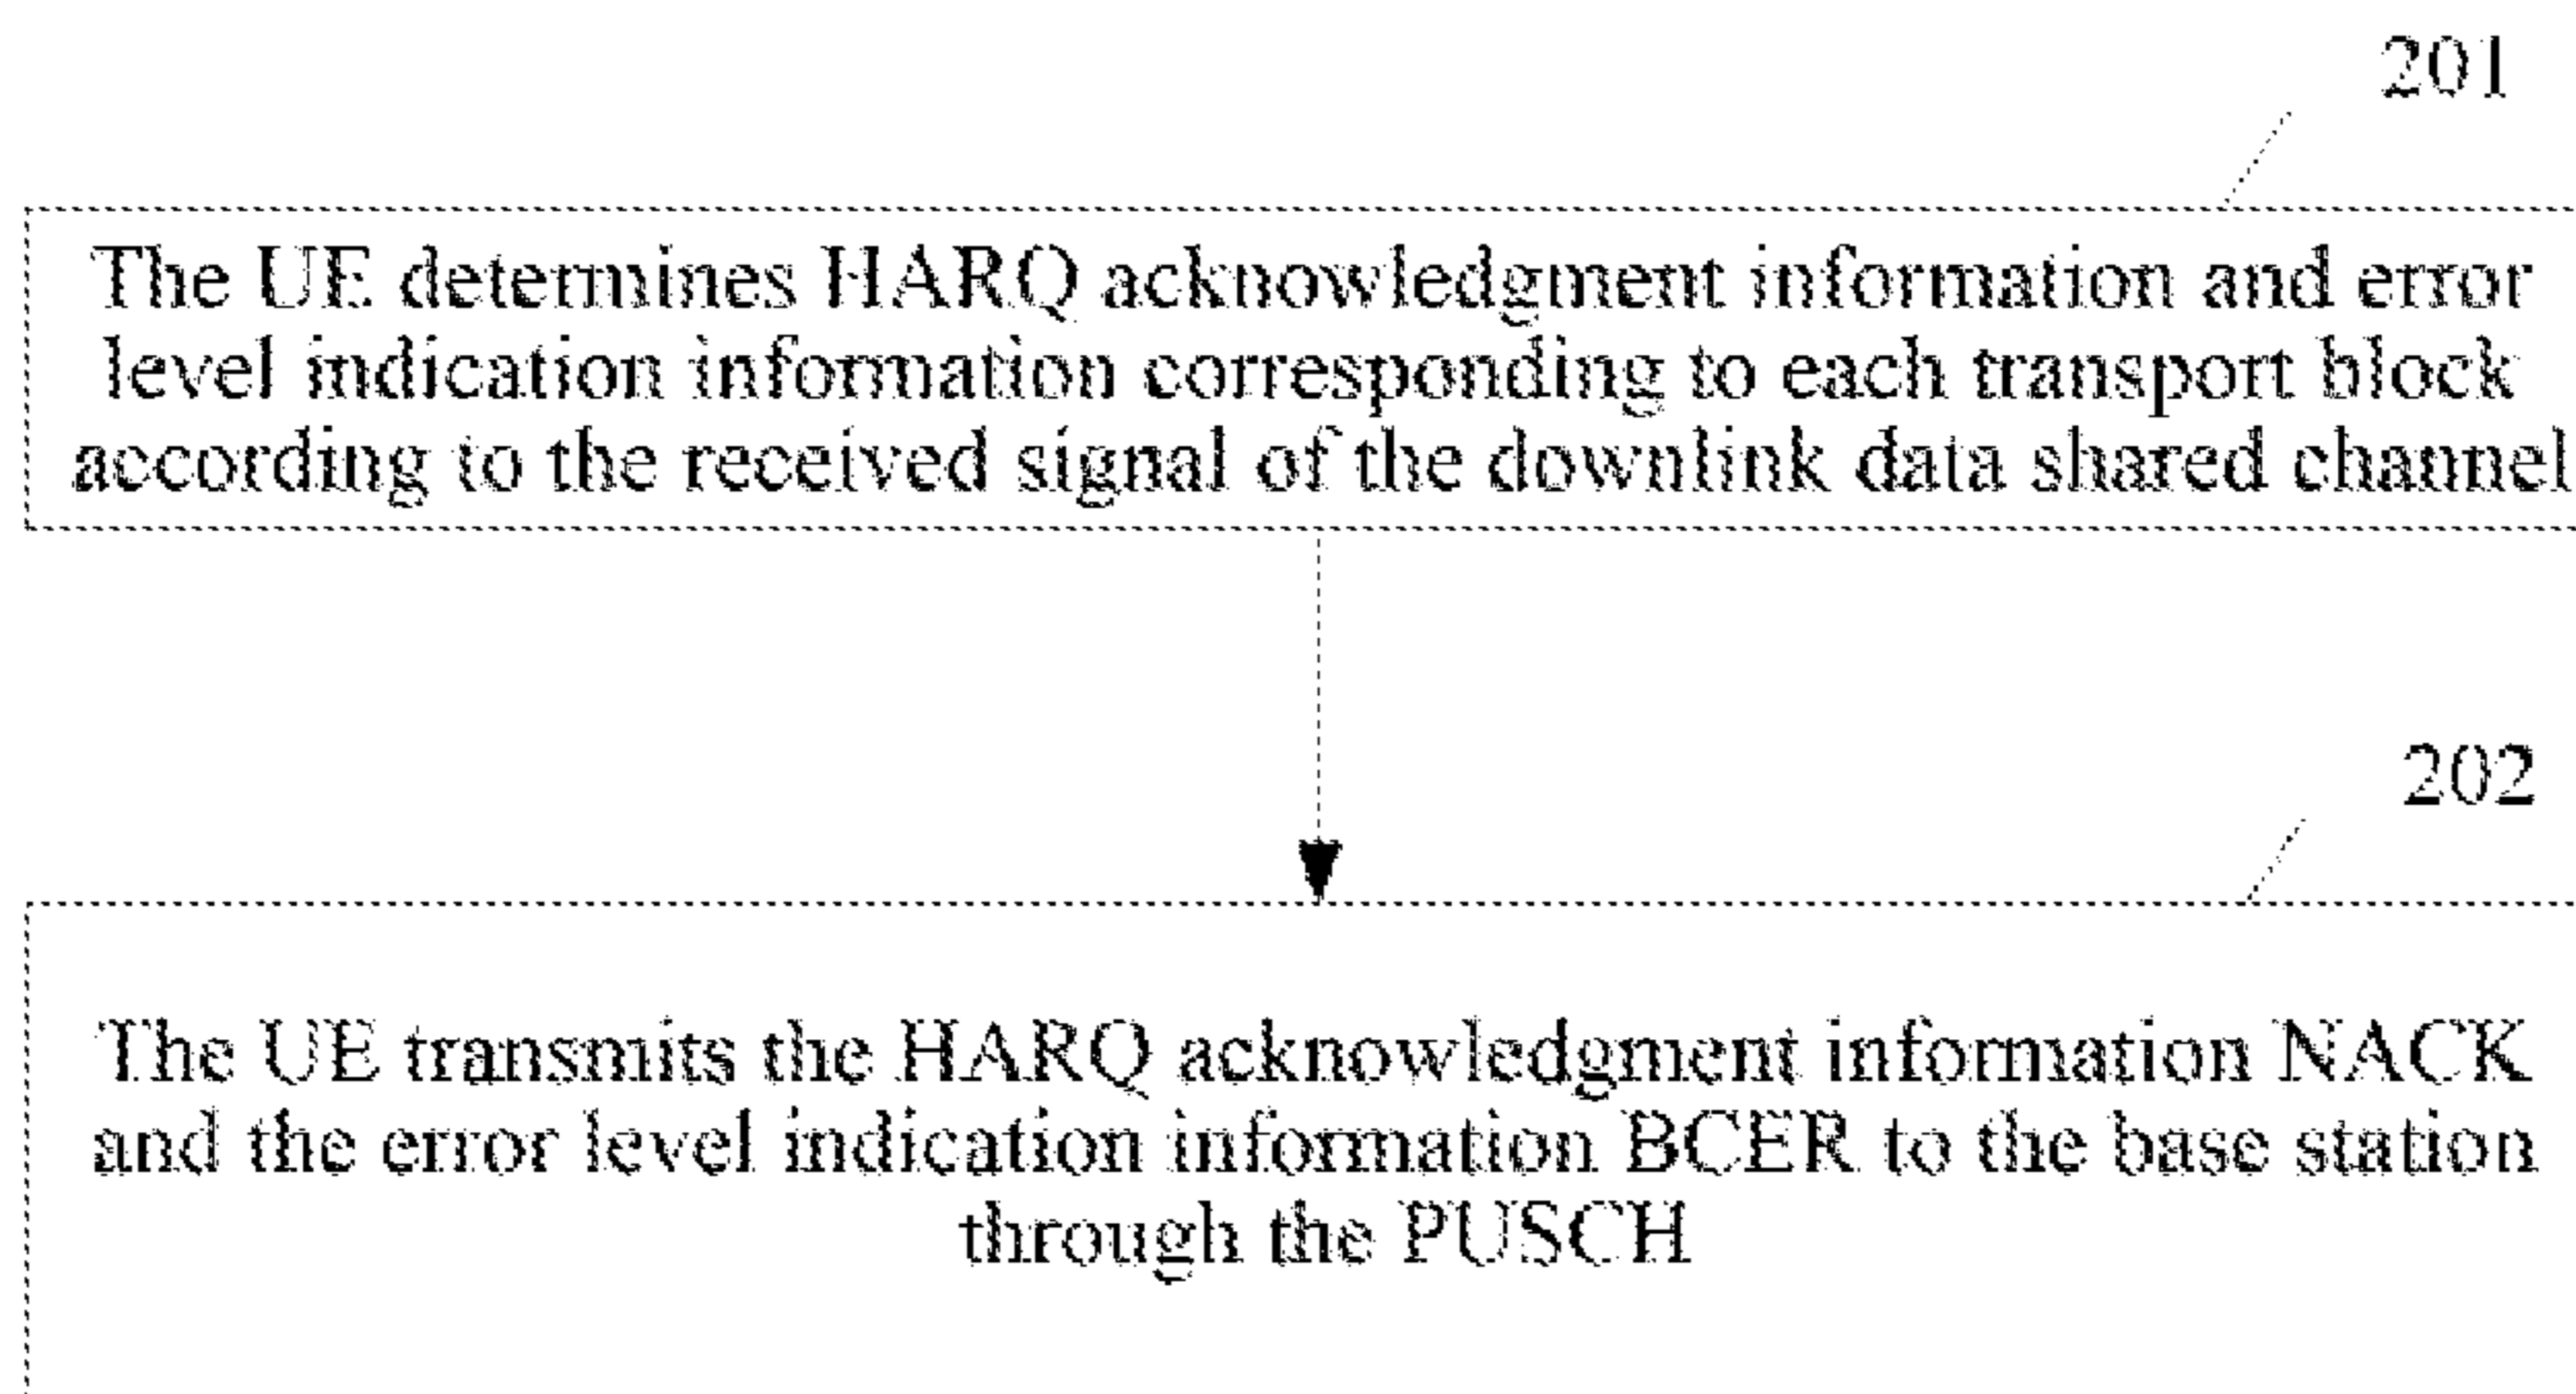 201
The UE determines HARQ acknowledgment information and error
level indication information corresponding to each transport block
according to the received signal of the downlink data shared channel
202
The UE transmits the HARQ acknowledgment information NACK
and the error level indication information BCER to the base station
through the PUSCH